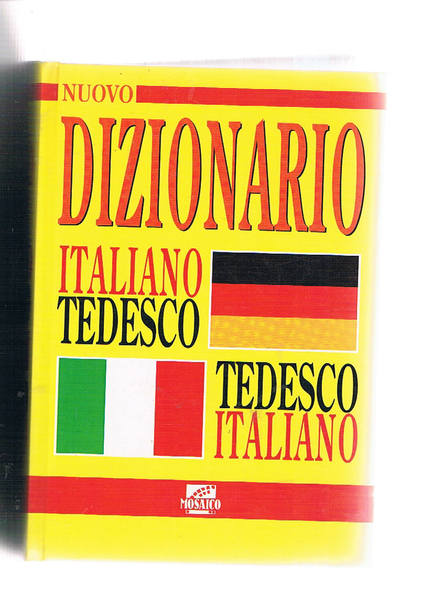 NUOVO
DIZIONARIO
ITALIANO
TEDESCO
TEDESCO
ITALIANO
MOSAICO